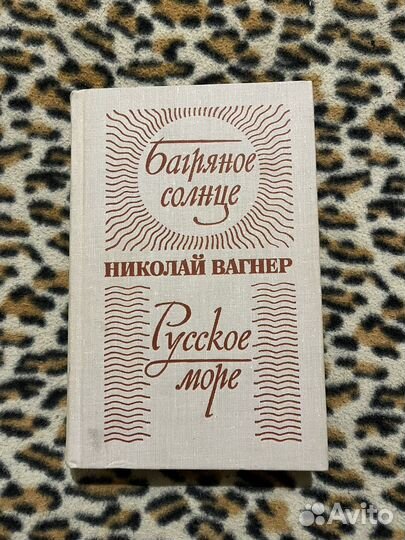 Багряное
солнце
НИКОЛАЙ ВАГНЕР
Русское
море
Avito